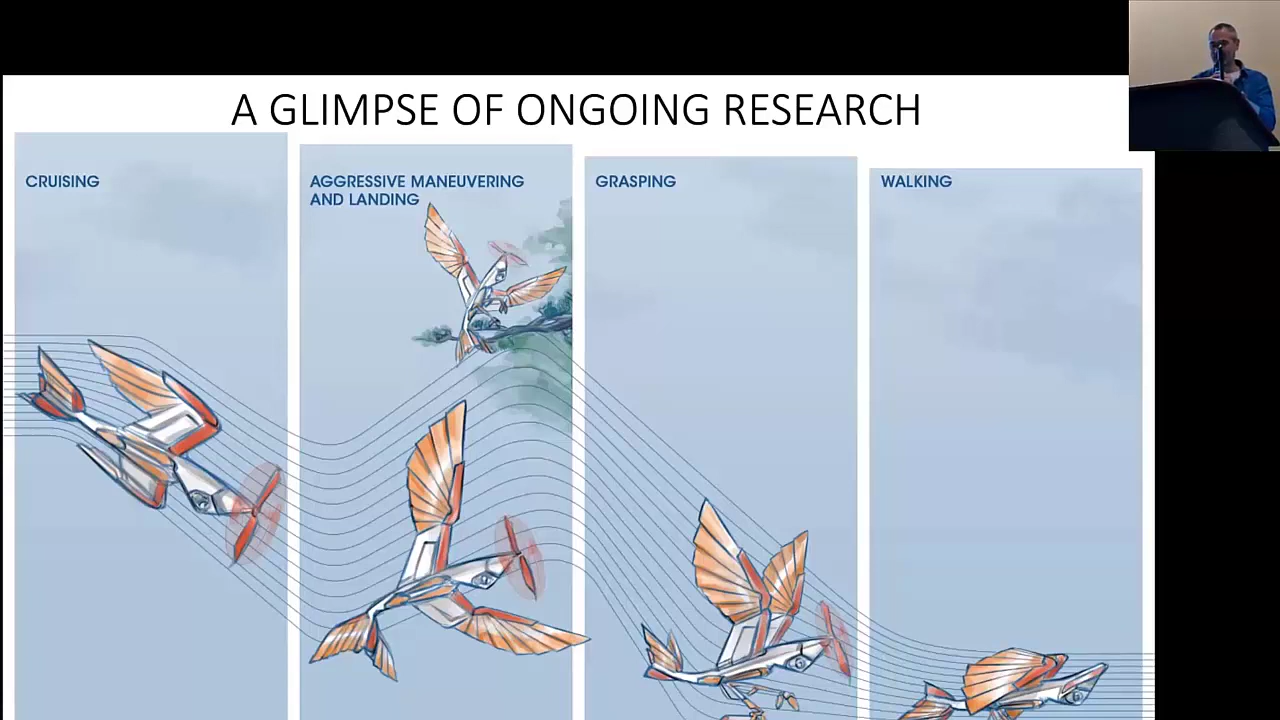 A GLIMPSE OF ONGOING RESEARCH
CRUISING
AGGRESSIVE MANEUVERING
AND LANDING
GRASPING
WALKING